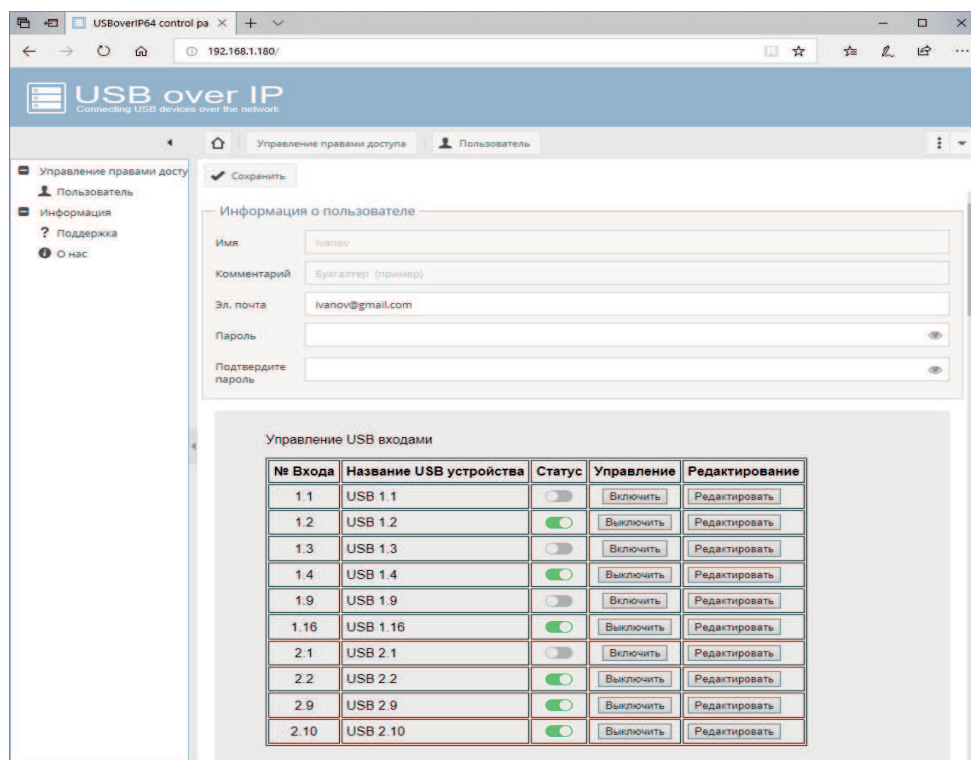 USBoverIP64 control pa
192.168.1.180/
USB over IP
Connecting USB devices over the network
Управление правами доступа
Пользователь
Управление правами досту
Пользователь
Информация
Поддержка
О нас
Сохранить
Информация о пользователе
Имя
Ivanov
Комментарий
Бухгалтер (пример)
Эл. почта
ivanov@gmail.com
Пароль
Подтвердите
пароль
Управление USB входами
№ Входа Название USB устройства Статус Управление Редактирование
1.1 USB 1.1 Включить Редактировать
1.2 USB 1.2 Выключить Редактировать
1.3 USB 1.3 Включить Редактировать
1.4 USB 1.4 Выключить Редактировать
1.9 USB 1.9 Включить Редактировать
1.16 USB 1.16 Выключить Редактировать
2.1 USB 2.1 Включить Редактировать
2.2 USB 2.2 Выключить Редактировать
2.9 USB 2.9 Выключить Редактировать
2.10 USB 2.10 Выключить Редактировать